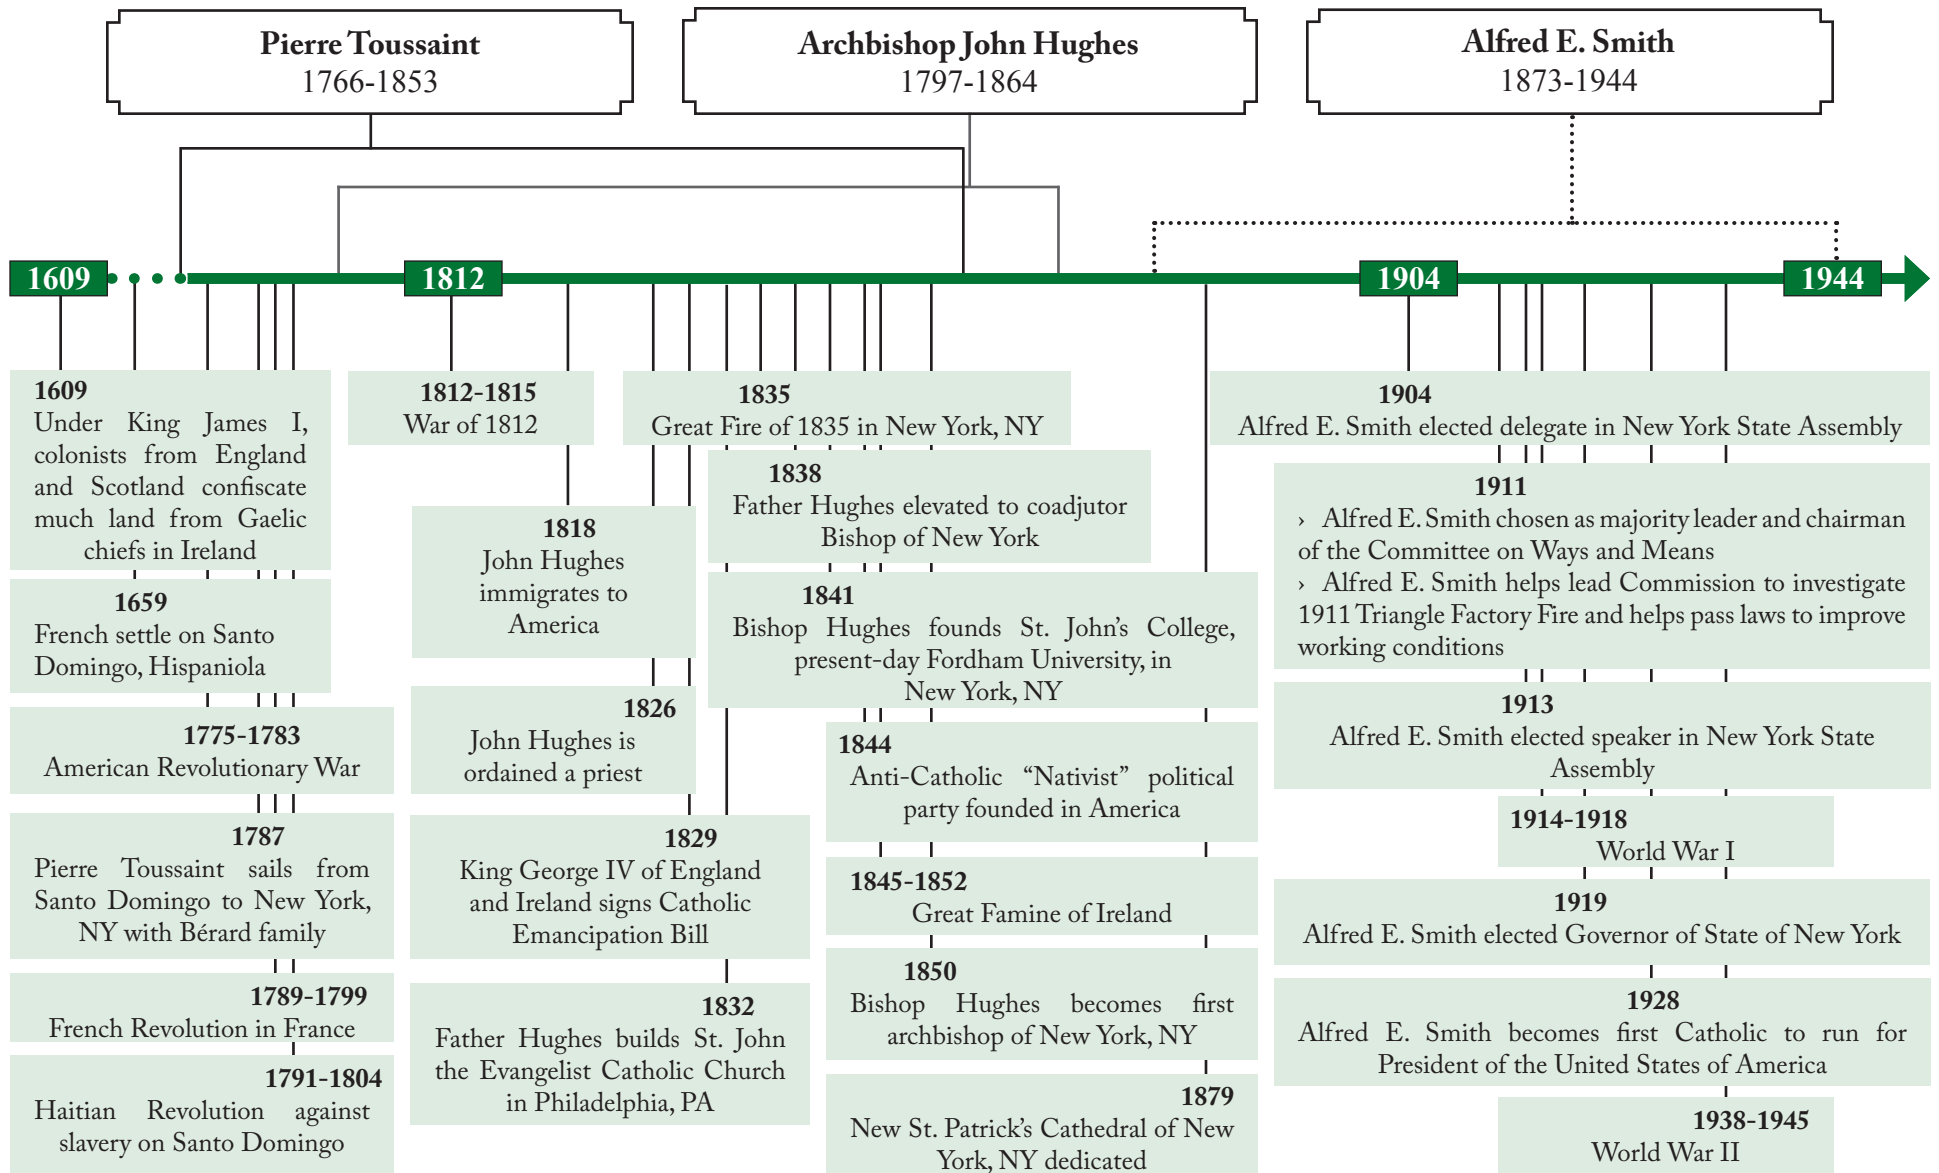 Pierre Toussaint
1766-1853
Archbishop John Hughes
1797-1864
Alfred E. Smith
1873-1944
1609
1812
1904
1944
1609
Under King James I,
colonists from England
and Scotland confiscate
much land from Gaelic
chiefs in Ireland
1659
French settle on Santo
Domingo, Hispaniola
1775-1783
American Revolutionary War
1787
Pierre Toussaint sails from
Santo Domingo to New York,
NY with Bérard family
1789-1799
French Revolution in France
1791-1804
Haitian Revolution against
slavery on Santo Domingo
1812-1815
War of 1812
1818
John Hughes
immigrates to
America
1826
John Hughes is
ordained a priest
1829
King George IV of England
and Ireland signs Catholic
Emancipation Bill
1832
Father Hughes builds St. John
the Evangelist Catholic Church
in Philadelphia, PA
1835
Great Fire of 1835 in New York, NY
1838
Father Hughes elevated to coadjutor
Bishop of New York
1841
Bishop Hughes founds St. John's College,
present-day Fordham University, in
New York, NY
1844
Anti-Catholic “Nativist” political
party founded in America
1845-1852
Great Famine of Ireland
1850
Bishop Hughes becomes first
archbishop of New York, NY
1879
New St. Patrick's Cathedral of New
York, NY dedicated
1904
Alfred E. Smith elected delegate in New York State Assembly
1911
› Alfred E. Smith chosen as majority leader and chairman
of the Committee on Ways and Means
› Alfred E. Smith helps lead Commission to investigate
1911 Triangle Factory Fire and helps pass laws to improve
working conditions
1913
Alfred E. Smith elected speaker in New York State
Assembly
1914-1918
World War I
1919
Alfred E. Smith elected Governor of State of New York
1928
Alfred E. Smith becomes first Catholic to run for
President of the United States of America
1938-1945
World War II